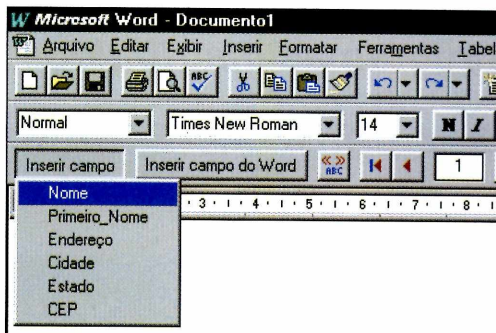 Microsoft Word - Documento1
Arquivo Editar Exibir Inserir Formatar Ferramentas
ABC
Normal Times New Roman 14 N I
Inserir campo Inserir campo do Word « » ABC 1
3 4 5 6 7 8
Nome
Primeiro_Nome
Endereço
Cidade
Estado
CEP